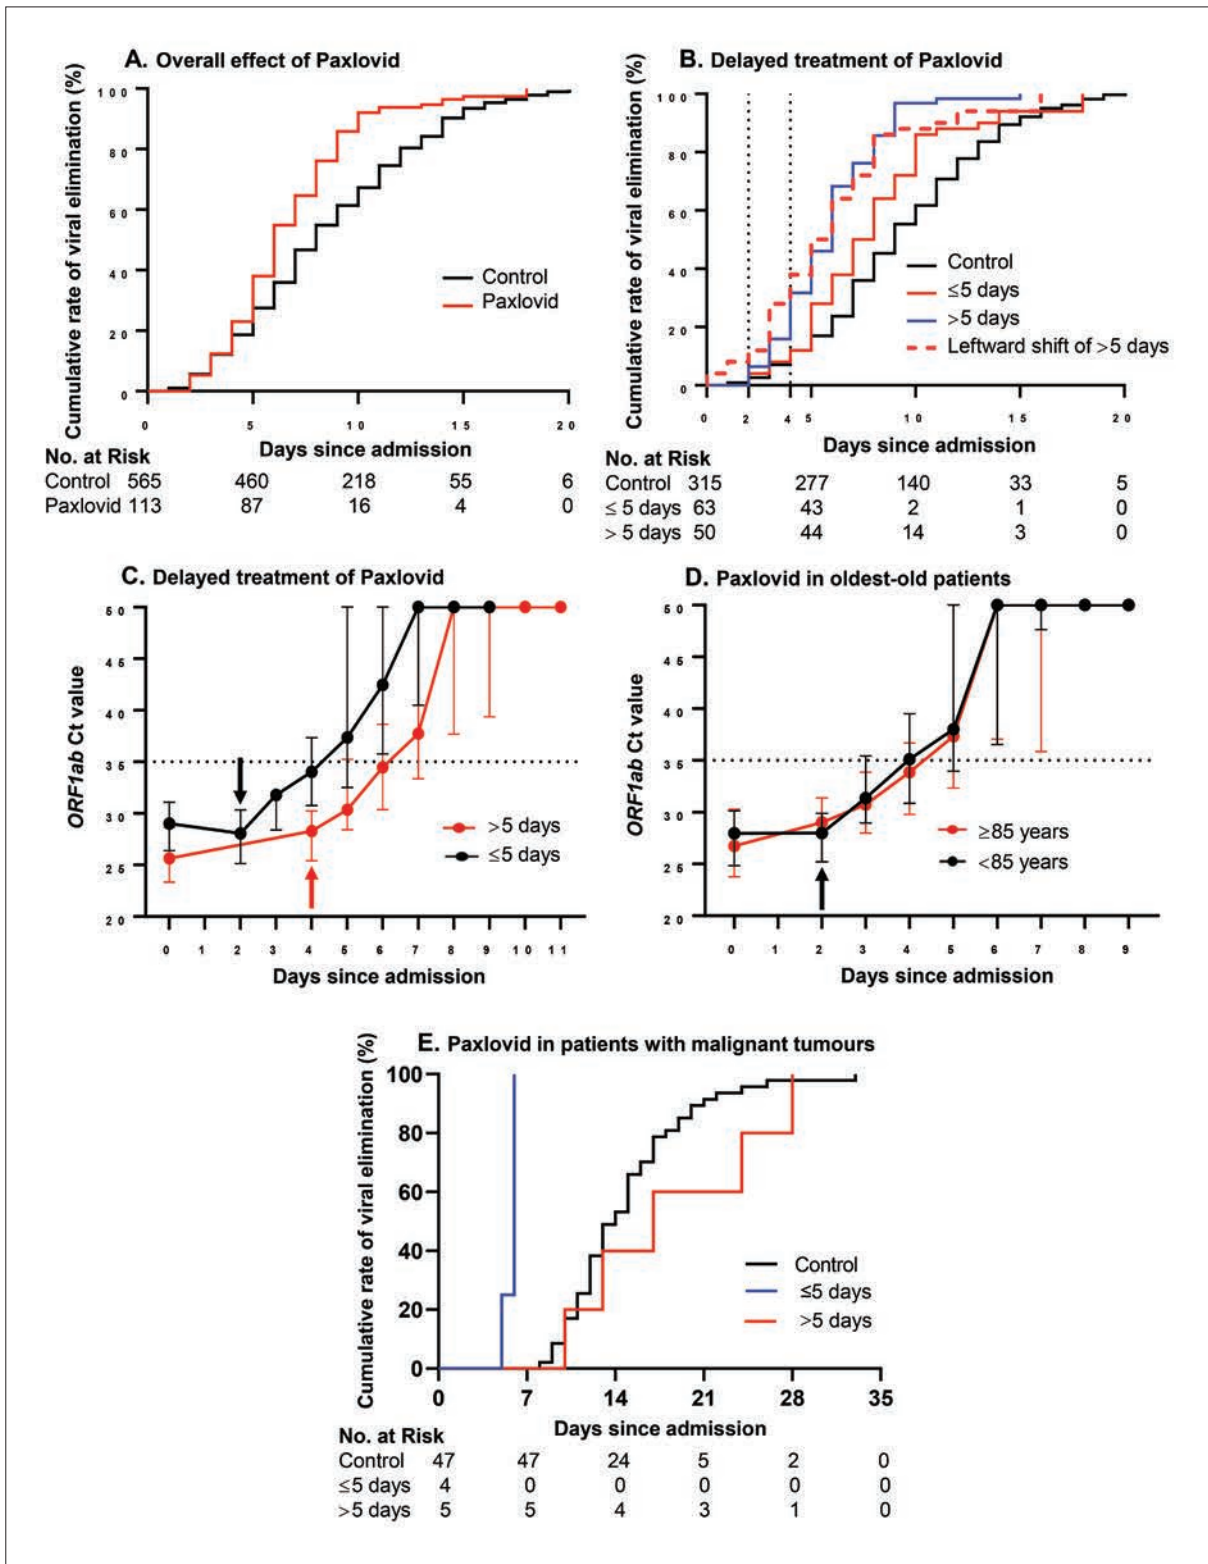 A. Overall effect of Paxlovid
Cumulative rate of viral elimination (%)
100
80
60
40
20
0
Control
Paxlovid
0 5 10 15 20
Days since admission
No. at Risk
Control 565 460 218 55 6
Paxlovid 113 87 16 4 0
B. Delayed treatment of Paxlovid
Cumulative rate of viral elimination (%)
100
80
60
40
20
0
Control
≤5 days
>5 days
Leftward shift of >5 days
0 2 4 5 10 15 20
Days since admission
No. at Risk
Control 315 277 140 33 5
≤ 5 days 63 43 2 1 0
> 5 days 50 44 14 3 0
C. Delayed treatment of Paxlovid
ORF1ab Ct value
50
45
40
35
30
25
20
>5 days
≤5 days
0 1 2 3 4 5 6 7 8 9 10 11
Days since admission
D. Paxlovid in oldest-old patients
ORF1ab Ct value
50
45
40
35
30
25
20
≥85 years
<85 years
0 1 2 3 4 5 6 7 8 9
Days since admission
E. Paxlovid in patients with malignant tumours
Cumulative rate of viral elimination (%)
100
80
60
40
20
0
Control
≤5 days
>5 days
0 7 14 21 28 35
Days since admission
No. at Risk
Control 47 47 24 5 2 0
≤5 days 4 0 0 0 0 0
>5 days 5 5 4 3 1 0